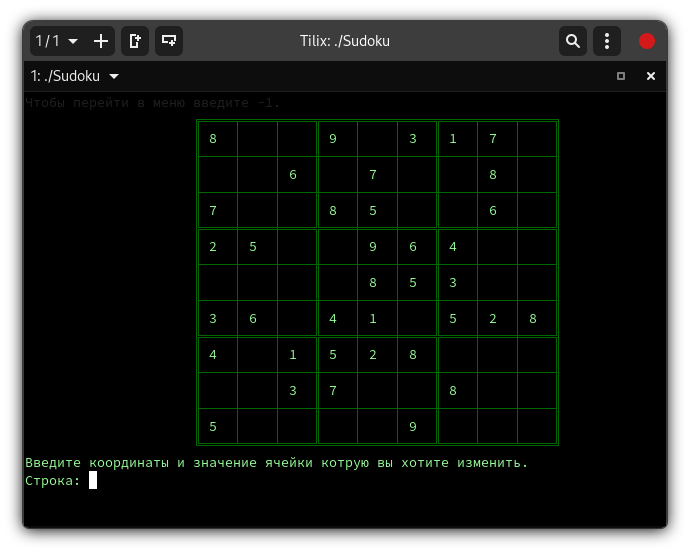 1/1
Tilix: ./Sudoku
1: ./Sudoku
Чтобы перейти в меню введите -1.
8 9 3 1 7
6 7 8
7 8 5 6
2 5 9 6 4
8 5 3
3 6 4 1 5 2 8
4 1 5 2 8
3 7 8
5 9
Введите координаты и значение ячейки котрую вы хотите изменить.
Строка: